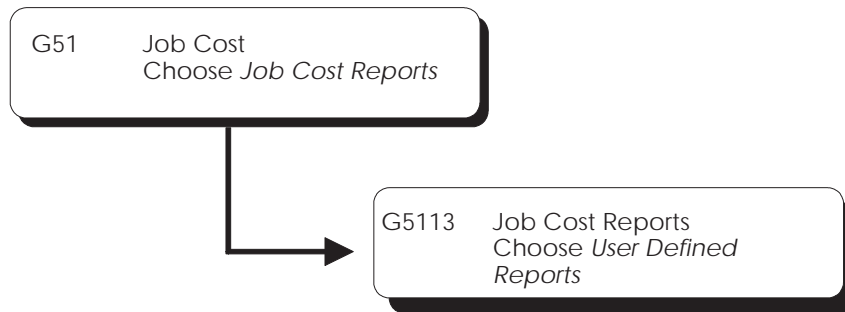 G51 Job Cost
Choose Job Cost Reports
G5113 Job Cost Reports
Choose User Defined
Reports